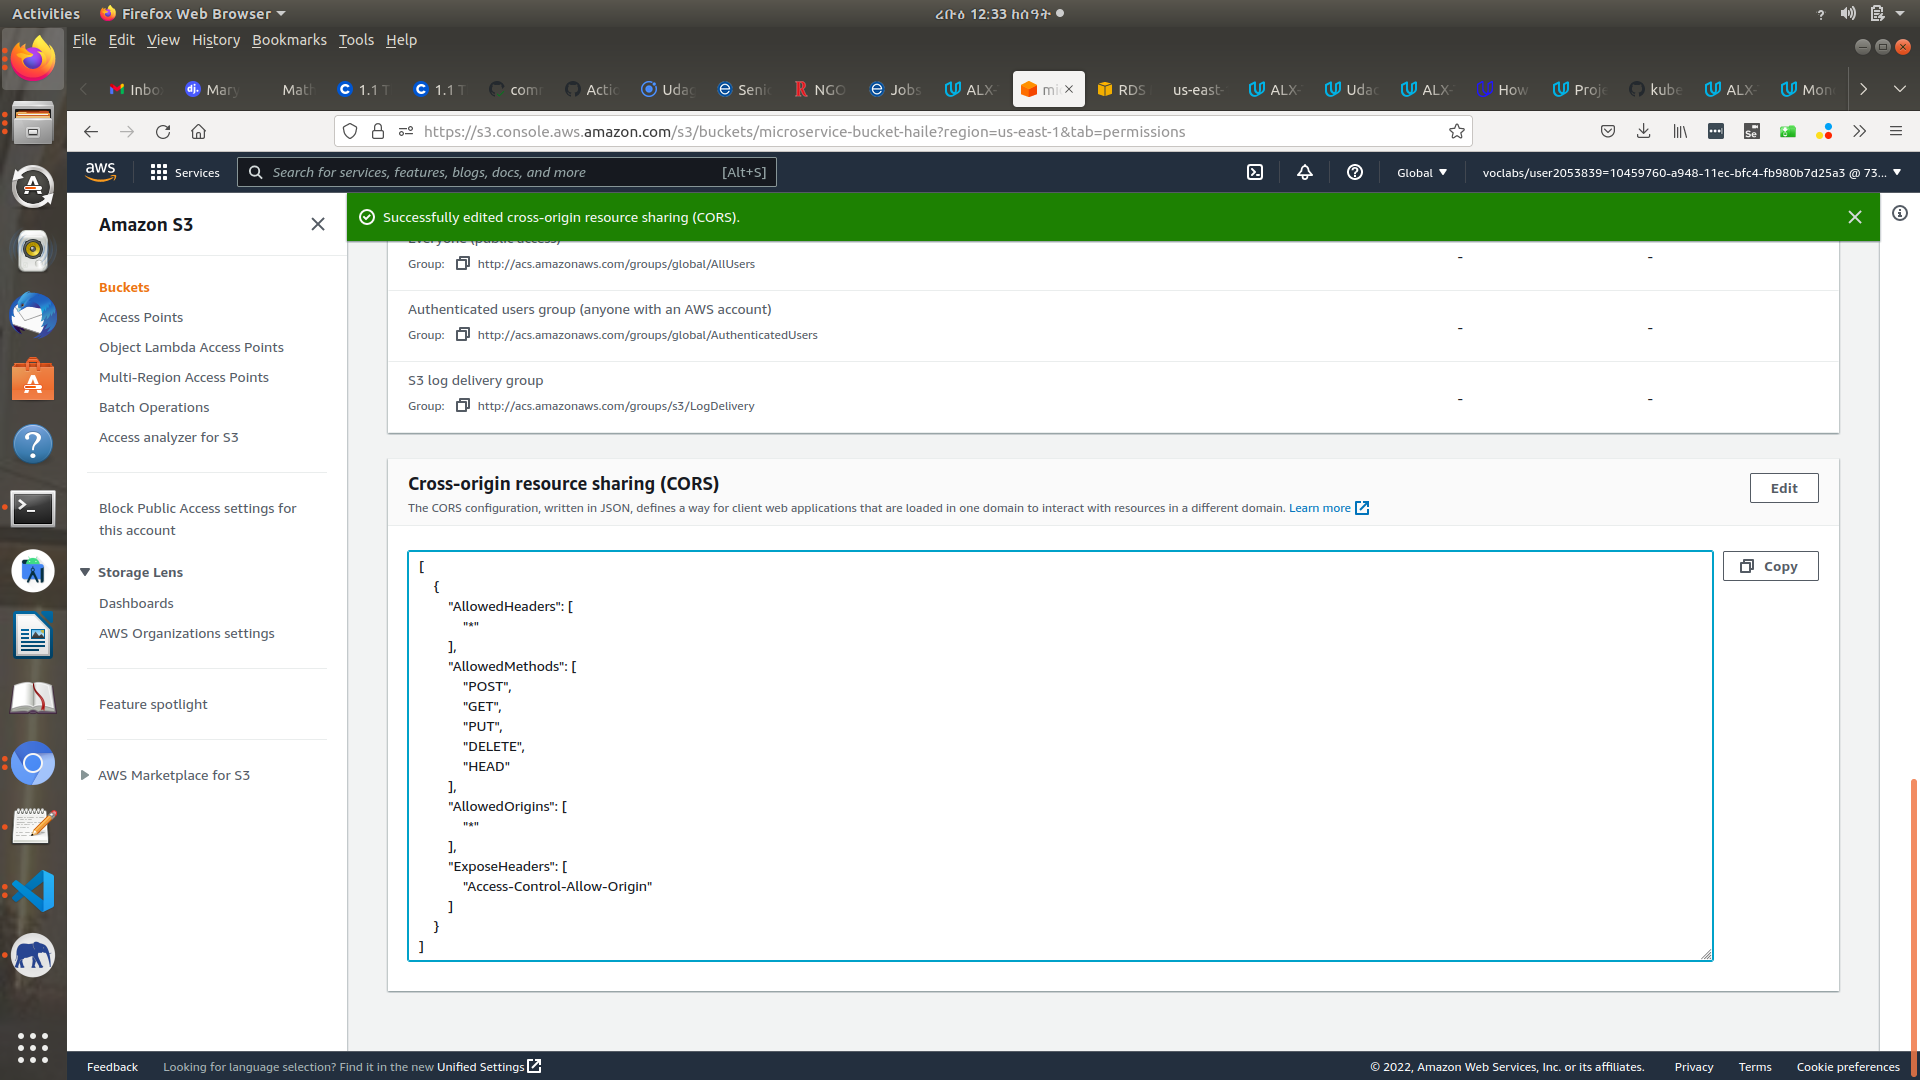 Activities
Firefox Web Browser
ረቡዕ 12:33 ከሰዓት
File Edit View History Bookmarks Tools Help
Inbo
Mary
Math
1.1 T
1.1 T
com
Actio
Udag
Seni
NGO
Jobs
ALX-
mi
RDS
us-east-
ALX-
Udac
ALX-
How
Proje
kube
ALX-
Mon
https://s3.console.aws.amazon.com/s3/buckets/microservice-bucket-haile?region=us-east-1&tab=permissions
aws
Services
Search for services, features, blogs, docs, and more
[Alt+S]
Global
voclabs/user2053839=10459760-a948-11ec-bfc4-fb980b7d25a3 @ 73...
Amazon S3
Successfully edited cross-origin resource sharing (CORS).
Buckets
Access Points
Object Lambda Access Points
Multi-Region Access Points
Batch Operations
Access analyzer for S3
Block Public Access settings for
this account
Storage Lens
Dashboards
AWS Organizations settings
Feature spotlight
AWS Marketplace for S3
Everyone (public access)
Group: http://acs.amazonaws.com/groups/global/AllUsers
- -
Authenticated users group (anyone with an AWS account)
Group: http://acs.amazonaws.com/groups/global/AuthenticatedUsers
- -
S3 log delivery group
Group: http://acs.amazonaws.com/groups/s3/LogDelivery
- -
Cross-origin resource sharing (CORS)
Edit
The CORS configuration, written in JSON, defines a way for client web applications that are loaded in one domain to interact with resources in a different domain. Learn more
Copy
[
{
"AllowedHeaders": [
"*"
],
"AllowedMethods": [
"POST",
"GET",
"PUT",
"DELETE",
"HEAD"
],
"AllowedOrigins": [
"*"
],
"ExposeHeaders": [
"Access-Control-Allow-Origin"
]
}
]
Feedback
Looking for language selection? Find it in the new Unified Settings
© 2022, Amazon Web Services, Inc. or its affiliates.
Privacy
Terms
Cookie preferences